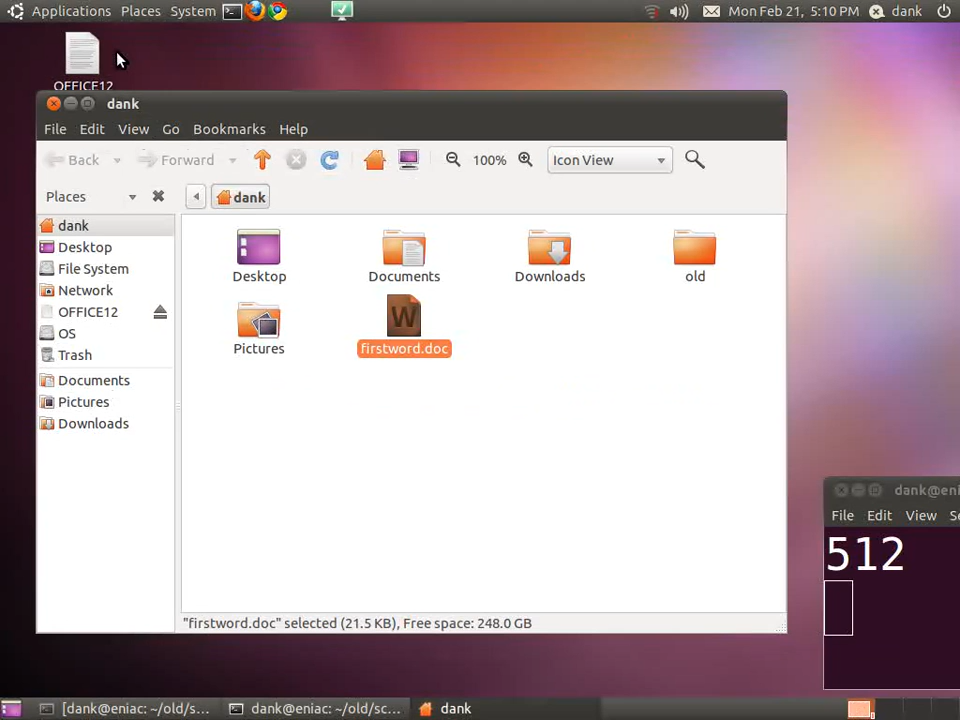 Applications Places System Mon Feb 21, 5:10 PM dank
OFFICE12
dank
File Edit View Go Bookmarks Help
Back Forward 100% Icon View
Places dank
dank
Desktop
File System
Network
OFFICE12
OS
Trash
Documents
Pictures
Downloads
Desktop Documents Downloads old
Pictures W firstword.doc
"firstword.doc" selected (21.5 KB), Free space: 248.0 GB
dank@eni
File Edit View Se
512
[dank@eniac: ~/old/s... dank@eniac: ~/old/sc... dank